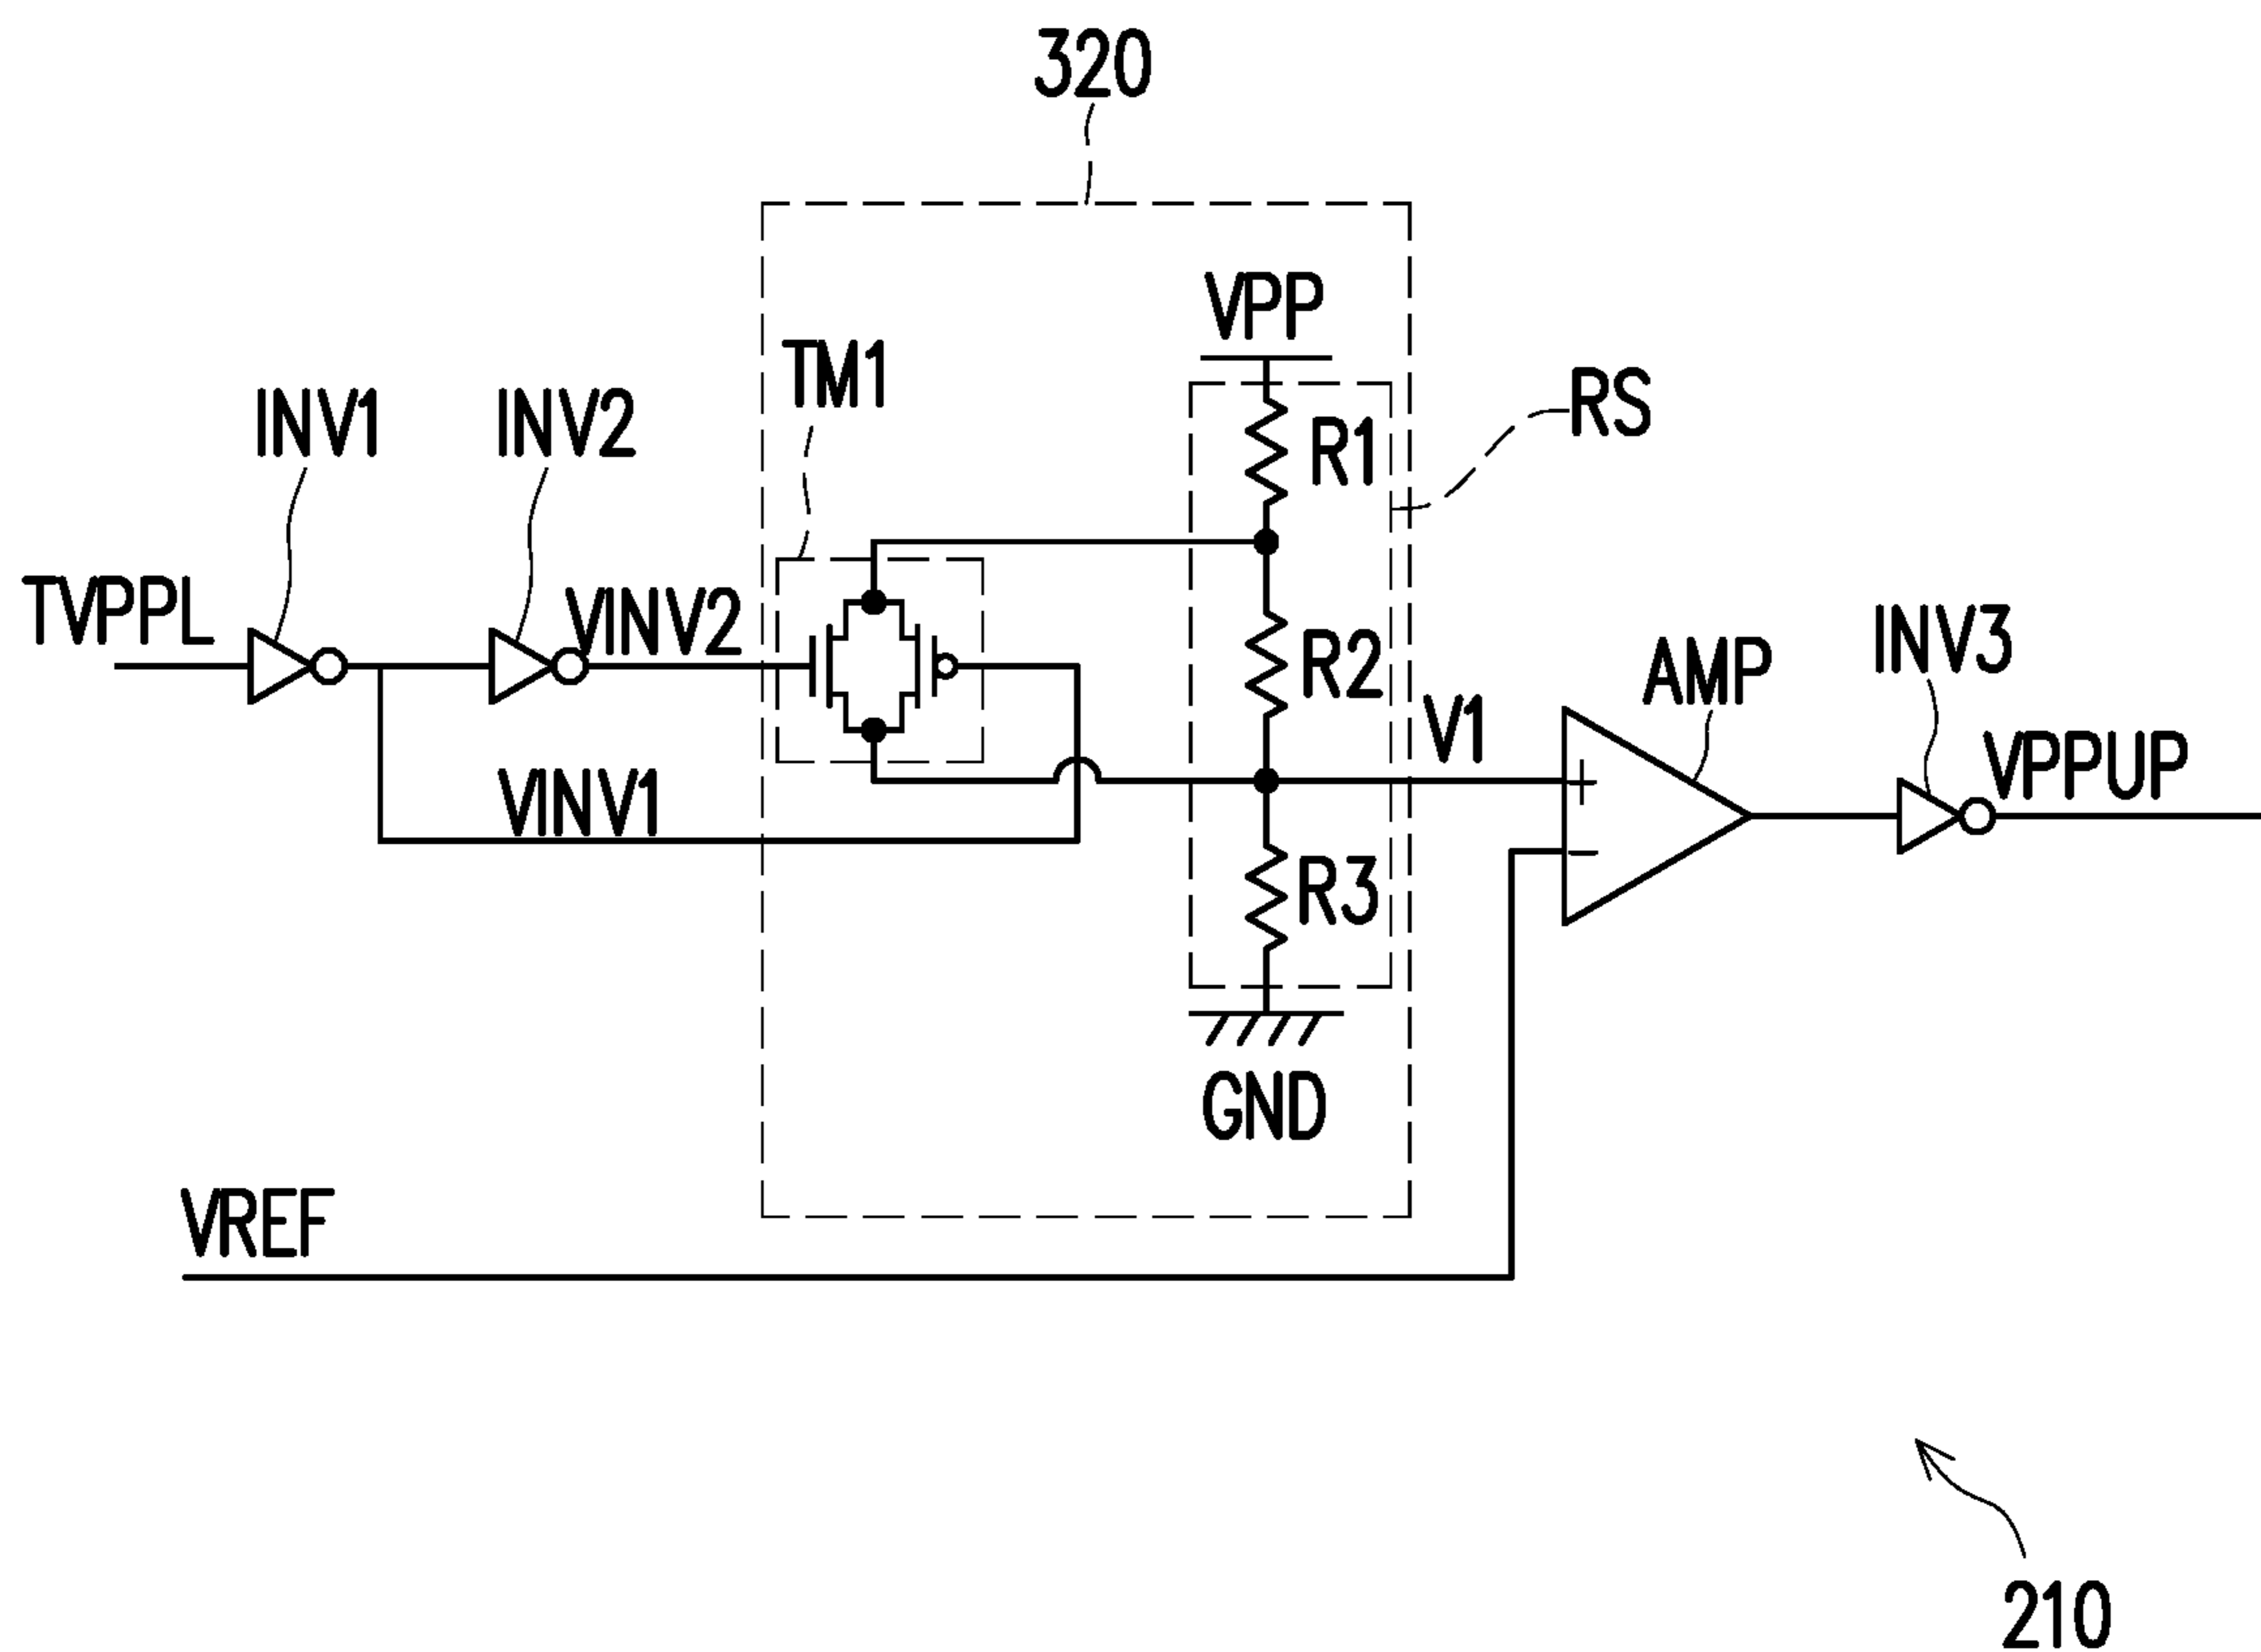 320
VPP
TM1
RS
INV1
INV2
R1
TVPPL
VINV2
INV3
R2
AMP
V1
VPPUP
VINV1
+
−
R3
GND
VREF
210